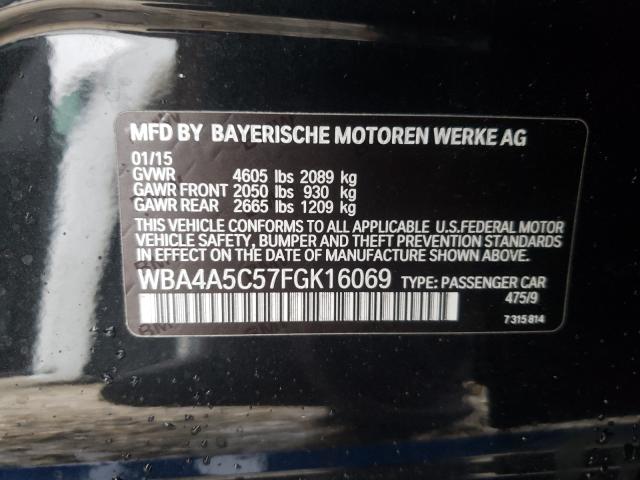 MFD BY BAYERISCHE MOTOREN WERKE AG
01/15
GVWR 4605 lbs 2089 kg
GAWR FRONT 2050 lbs 930 kg
GAWR REAR 2665 lbs 1209 kg
THIS VEHICLE CONFORMS TO ALL APPLICABLE U.S.FEDERAL MOTOR
VEHICLE SAFETY, BUMPER AND THEFT PREVENTION STANDARDS
IN EFFECT ON THE DATE OF MANUFACTURE SHOWN ABOVE.
WBA4A5C57FGK16069 TYPE: PASSENGER CAR
475/9
7 315 814